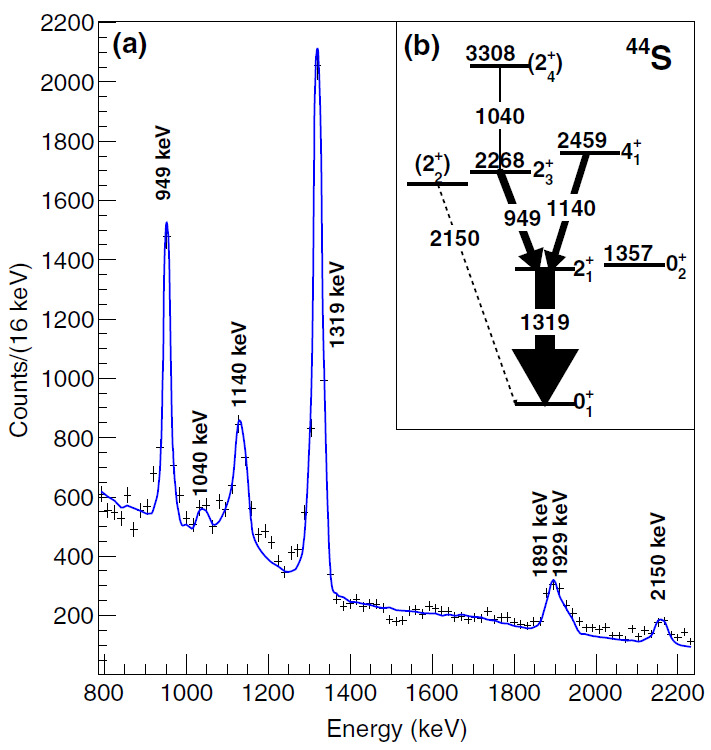 (a)
2200
2000
1800
1600
1400
1200
1000
800
600
400
200
Counts/(16 keV)
949 keV
1040 keV
1140 keV
1319 keV
1891 keV
1929 keV
2150 keV
800 1000 1200 1400 1600 1800 2000 2200
Energy (keV)
(b)
44S
3308 (2+4)
1040
2459 4+1
(2+2) 2268 2+3
949 1140
2150
1357 0+2
2+1
1319
0+1